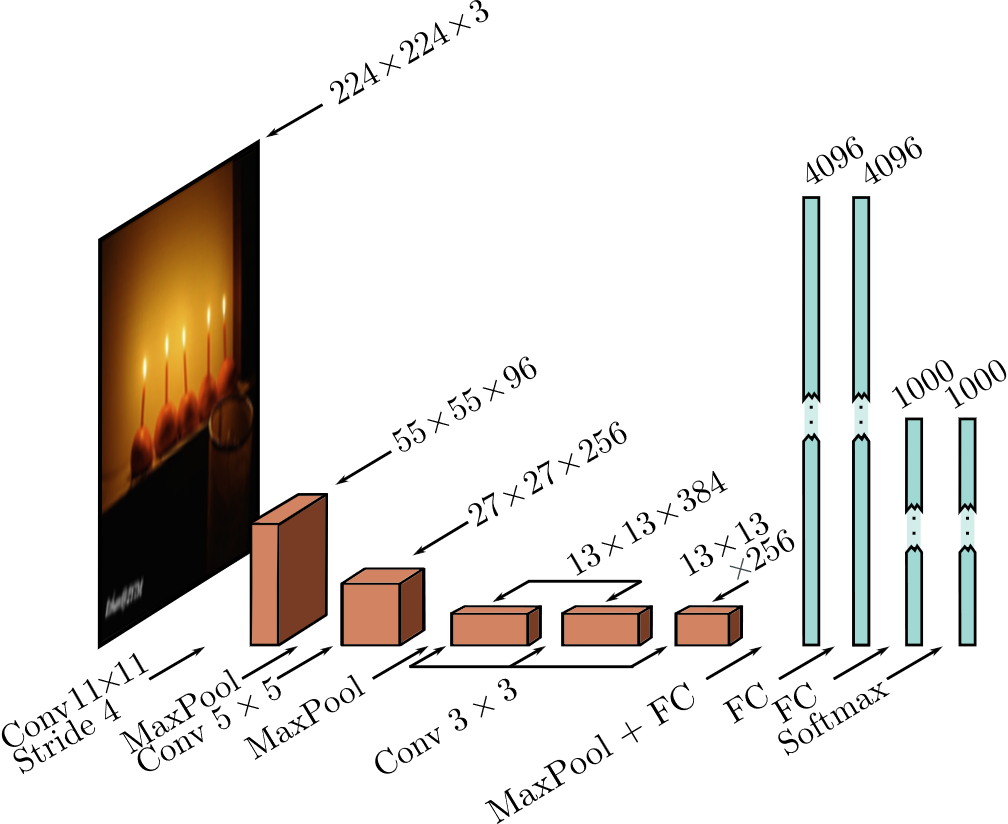 224×224×3
55×55×96
27×27×256
13×13×384
13×13
×256
4096
4096
1000
1000
Conv11×11
Stride 4
MaxPool
Conv 5 × 5
MaxPool
Conv 3 × 3
MaxPool + FC
FC
FC
Softmax